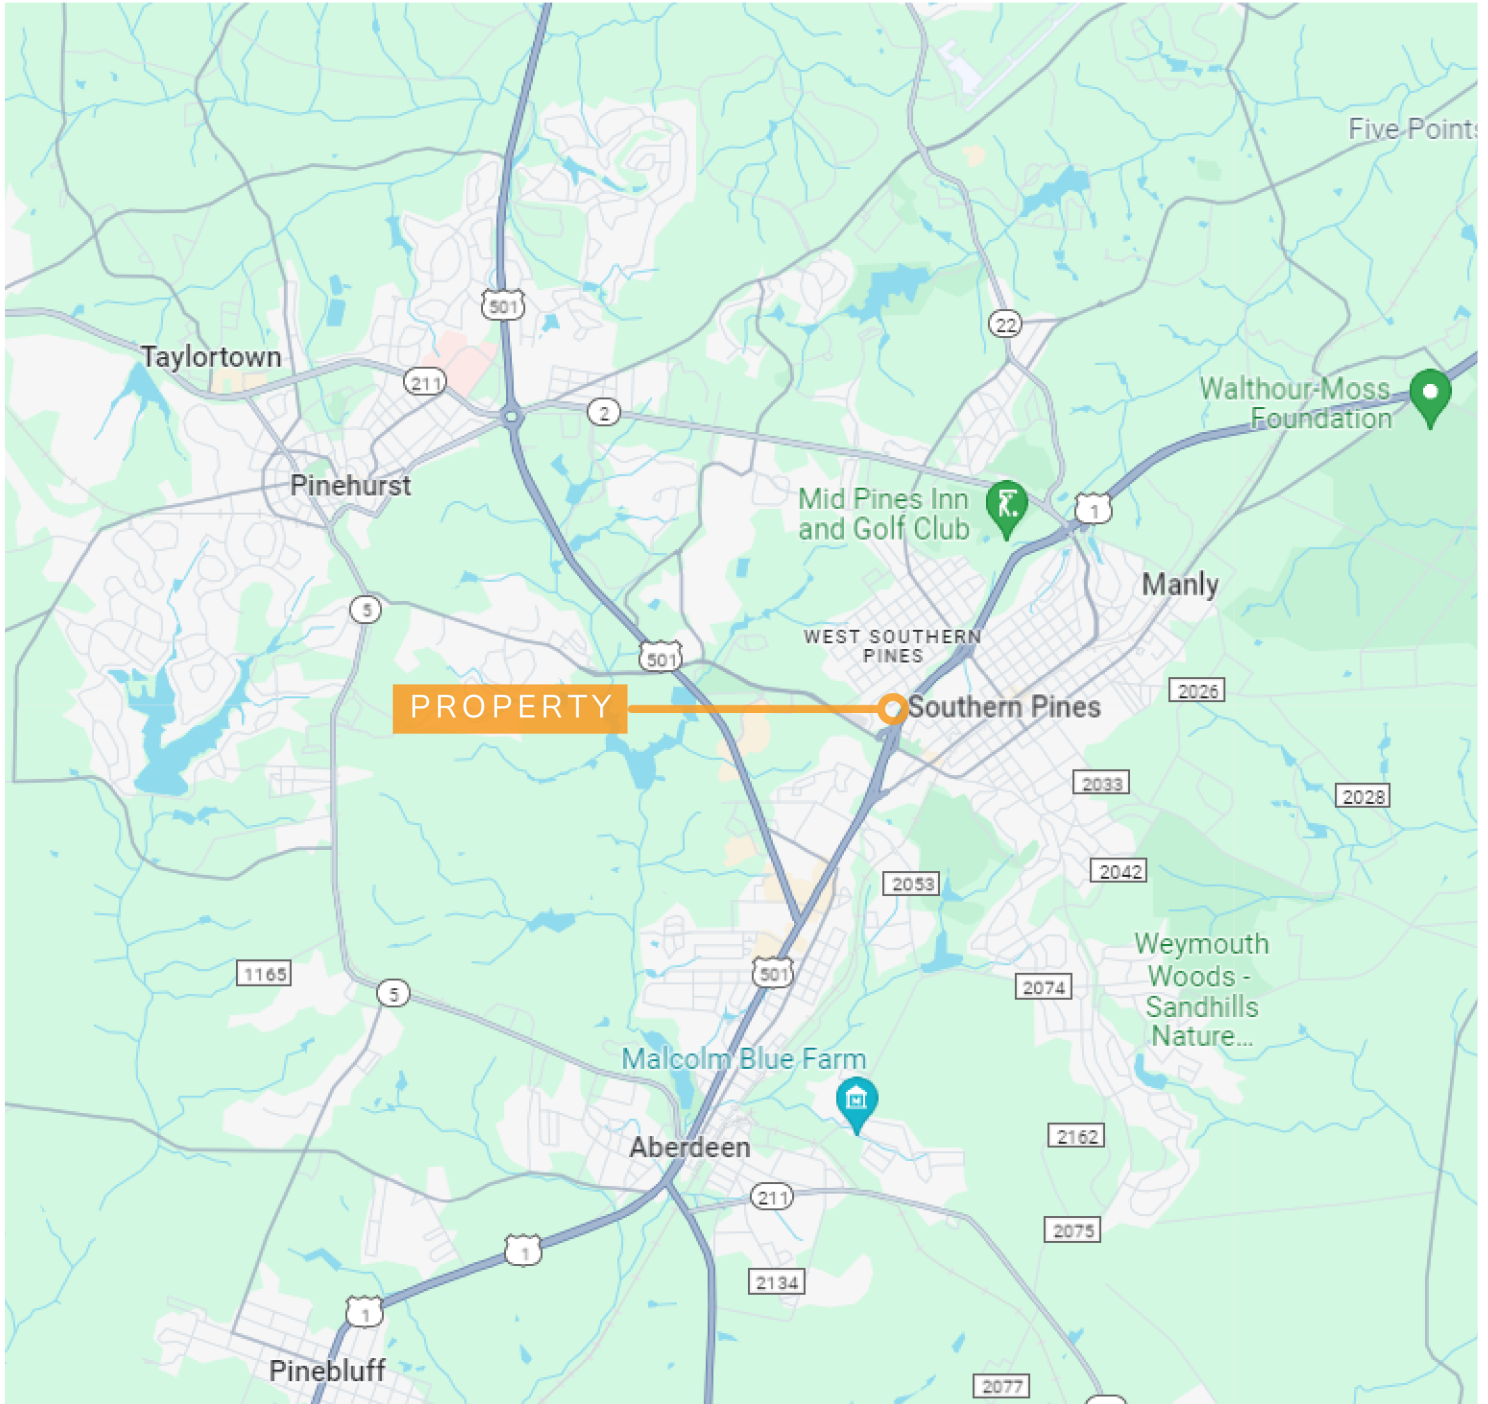 Five Points
501
22
Taylortown
211
2
Walthour-Moss
Foundation
Pinehurst
Mid Pines Inn
and Golf Club
1
Manly
5
WEST SOUTHERN
PINES
501
2026
PROPERTY
Southern Pines
2033
2028
2042
2053
Weymouth
Woods -
Sandhills
Nature...
1165
501
2074
5
Malcolm Blue Farm
M
Aberdeen
2162
211
2075
1
2134
1
Pinebluff
2077